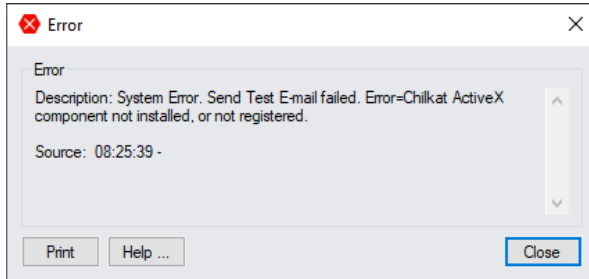 Error
Error
Description: System Error. Send Test E-mail failed. Error=Chilkat ActiveX
component not installed, or not registered.
Source: 08:25:39 -
Print Help ... Close